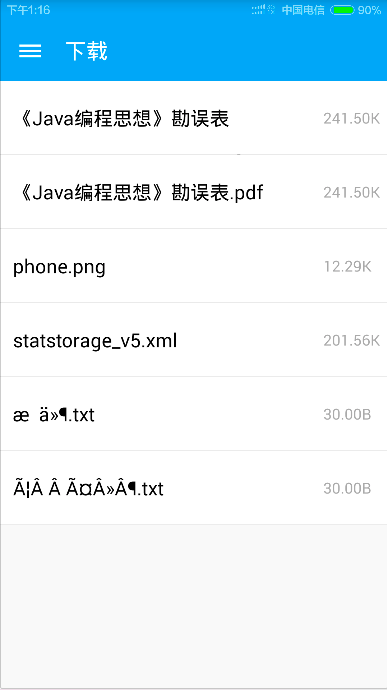 下午1:16 中国电信 90%
下载
《Java编程思想》勘误表 241.50K
《Java编程思想》勘误表.pdf 241.50K
phone.png 12.29K
statstorage_v5.xml 201.56K
æ ä»¶.txt 30.00B
Ã¦Â Â Ã¤Â»Â¶.txt 30.00B